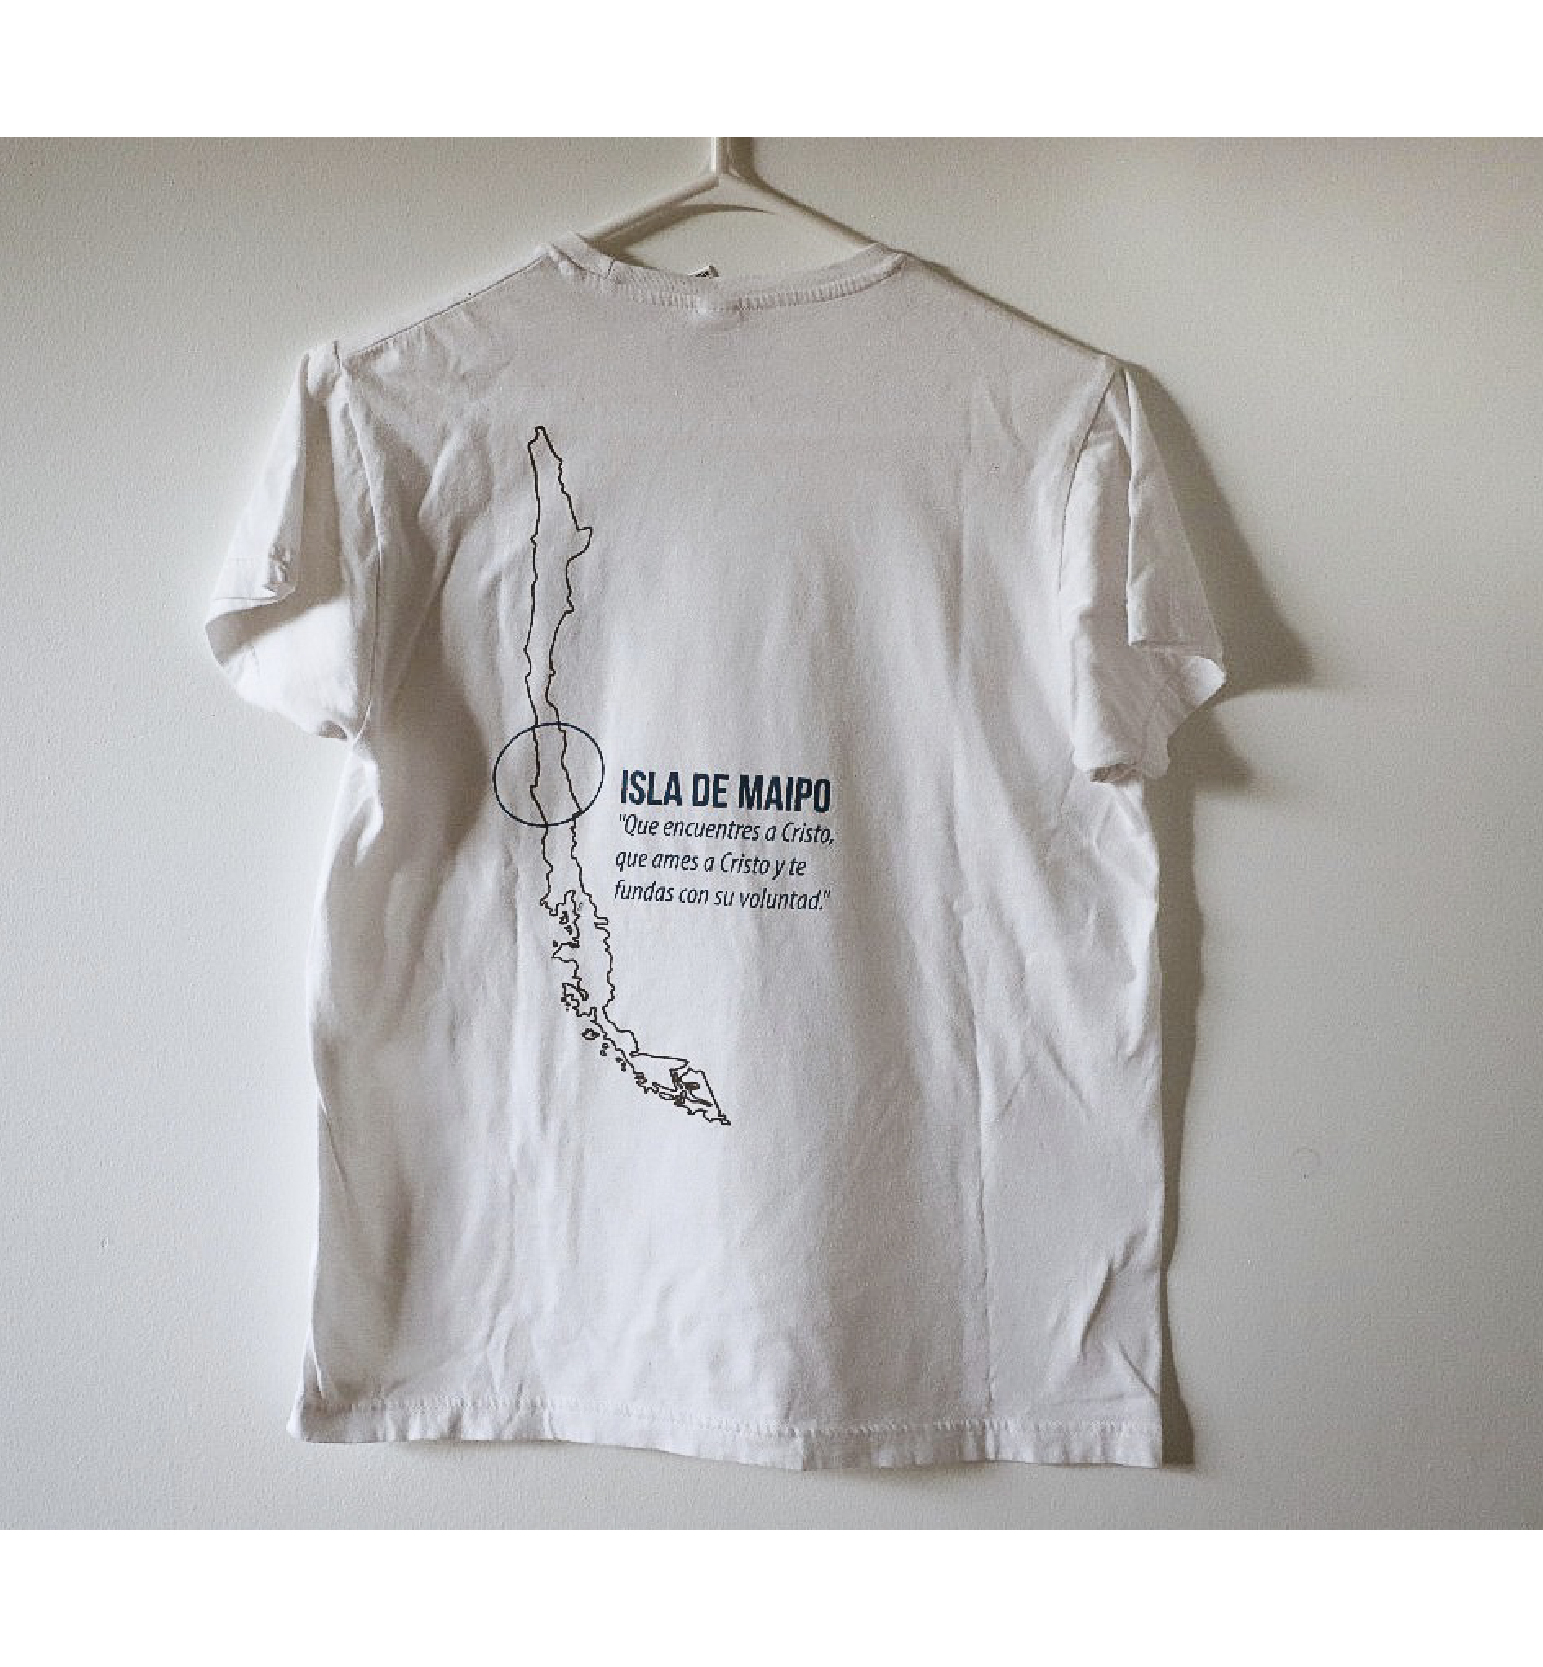 ISLA DE MAIPO
"Que encuentres a Cristo,
que ames a Cristo y te
fundas con su voluntad."